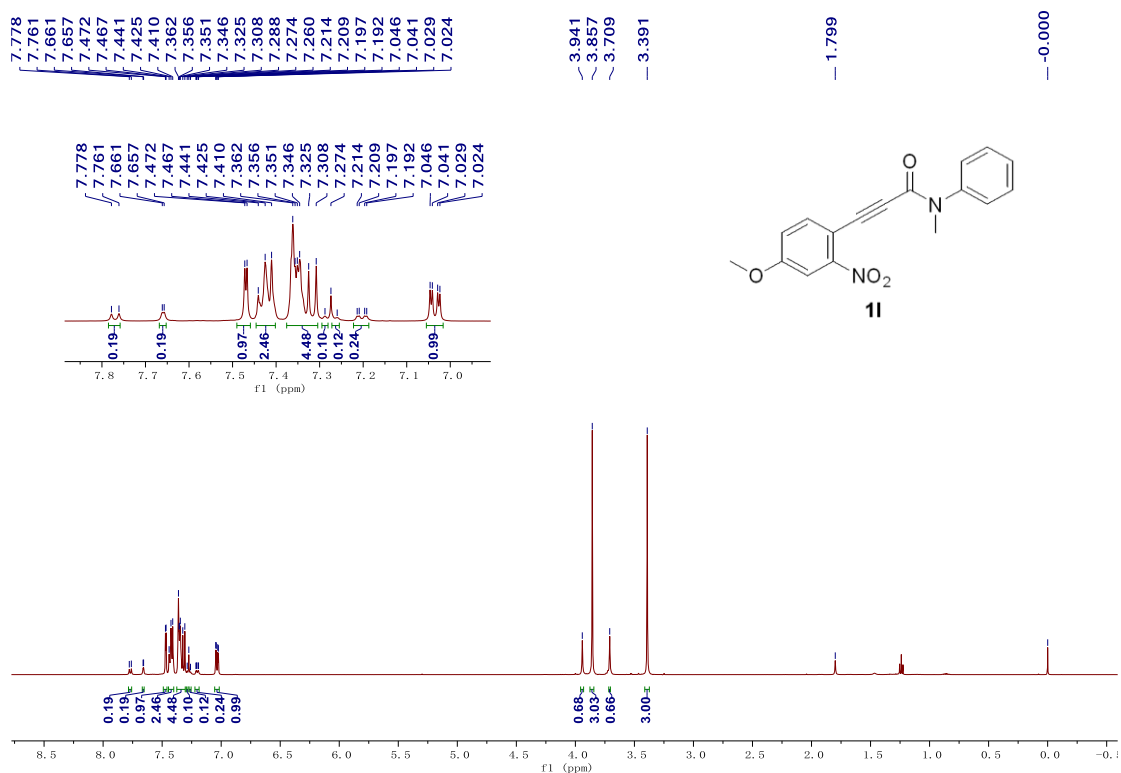 7.778 7.761 7.661 7.657 7.472 7.467 7.441 7.425 7.410 7.362 7.356 7.351 7.346 7.325 7.308 7.288 7.274 7.260 7.214 7.209 7.197 7.192 7.046 7.041 7.029 7.024
3.941 3.857 3.709 3.391
1.799
-0.000
7.778 7.761 7.661 7.657 7.472 7.467 7.441 7.425 7.410 7.362 7.356 7.351 7.346 7.325 7.308 7.274 7.214 7.209 7.197 7.192 7.046 7.041 7.029 7.024
O
N
O
NO2
1l
0.19 0.19 0.97 2.46 4.48 0.10 0.12 0.24 0.99
7.8 7.7 7.6 7.5 7.4 7.3 7.2 7.1 7.0
f1 (ppm)
0.19 0.19 0.97 2.46 4.48 0.10 0.12 0.24 0.99
0.68 3.03 0.66 3.00
8.5 8.0 7.5 7.0 6.5 6.0 5.5 5.0 4.5 4.0 3.5 3.0 2.5 2.0 1.5 1.0 0.5 0.0 -0.5
f1 (ppm)